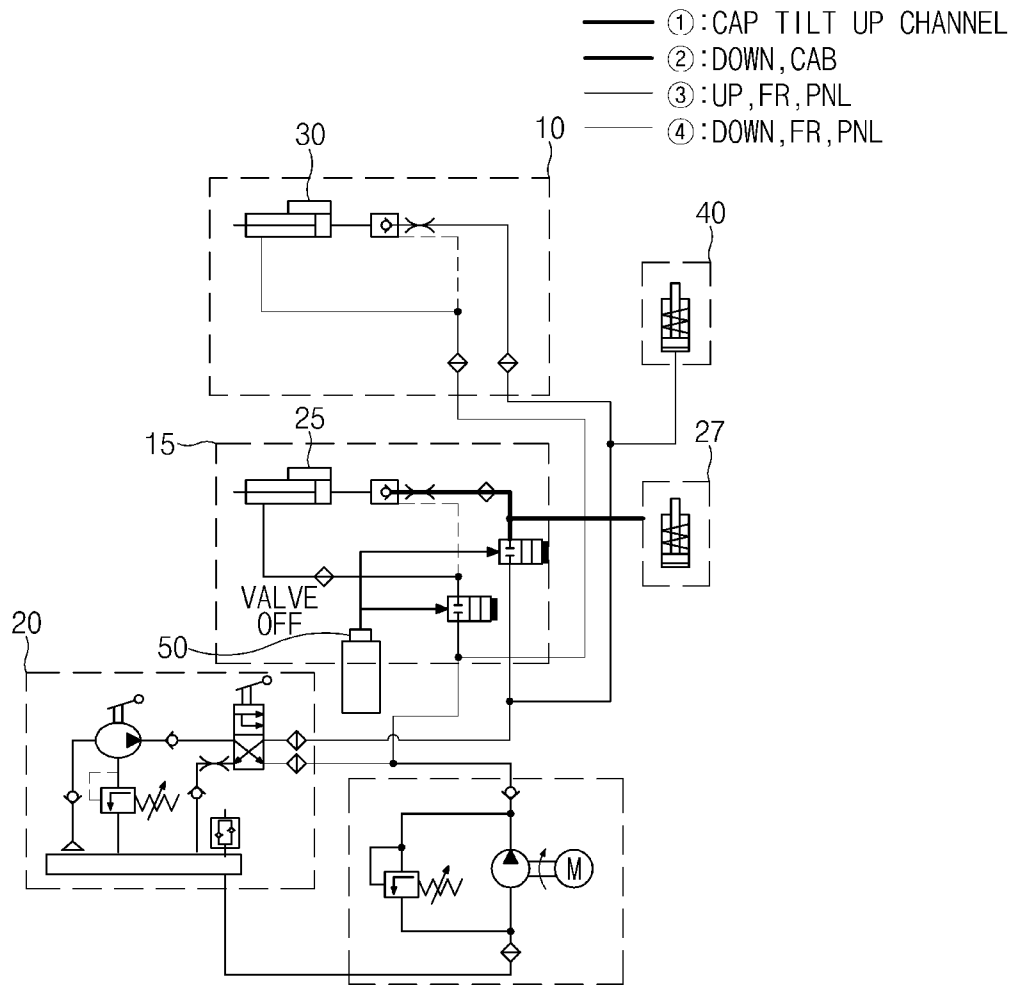 ①:CAP TILT UP CHANNEL
②:DOWN,CAB
③:UP,FR,PNL
④:DOWN,FR,PNL
10
30
40
25
15
27
VALVE
OFF
20
50
M